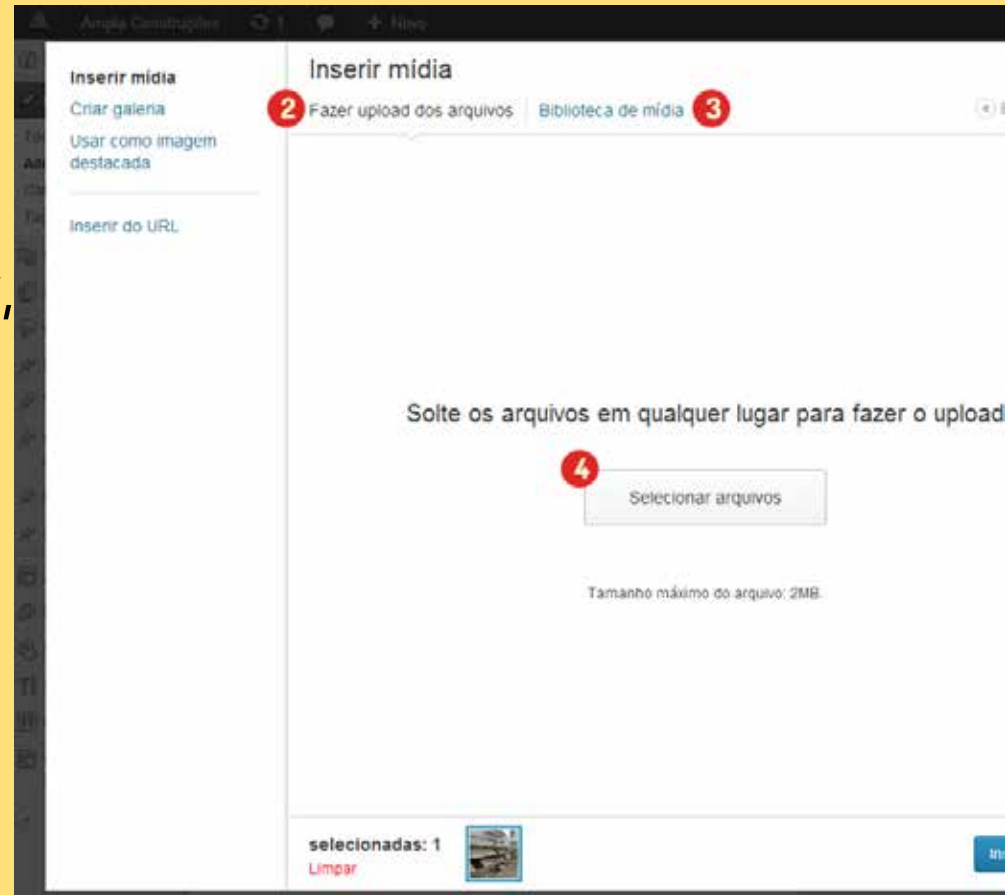 Ampla Construções 1 + Novo
Inserir mídia
Criar galeria
Usar como imagem
destacada
Inserir do URL
Inserir mídia
2 Fazer upload dos arquivos Biblioteca de mídia 3
Solte os arquivos em qualquer lugar para fazer o upload
4
Selecionar arquivos
Tamanho máximo do arquivo: 2MB.
selecionadas: 1
Limpar